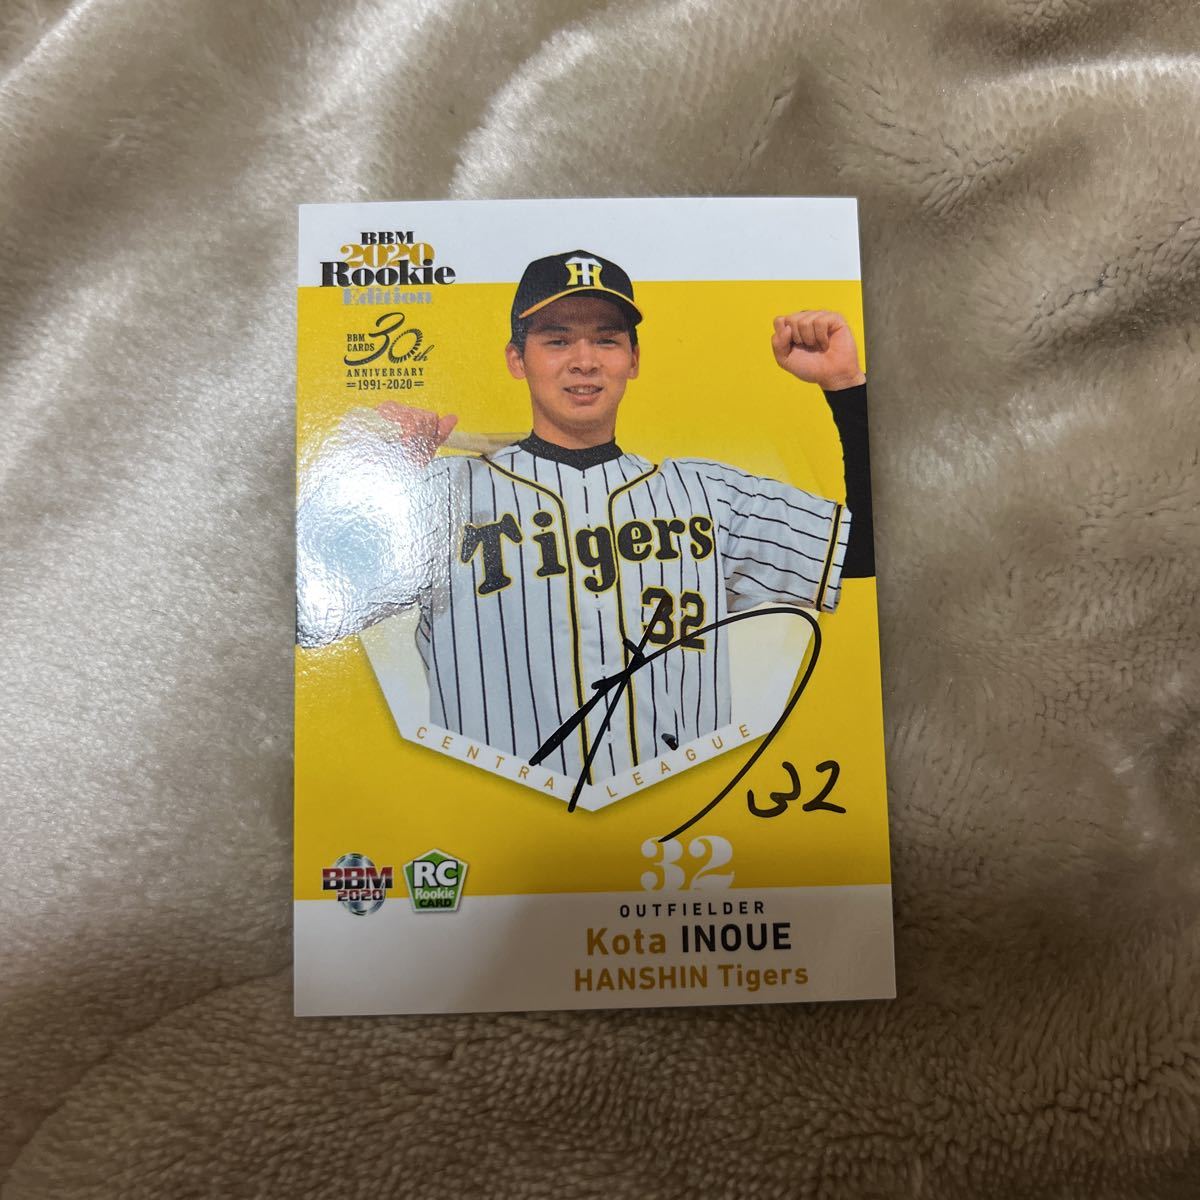 BBM
2020
Rookie
Edition
BBM
CARDS
30th
ANNIVERSARY
=1991-2020=
TH
Tigers
32
CENTRAL LEAGUE
32
32
BBM
2020
RC
Rookie
CARD
OUTFIELDER
Kota INOUE
HANSHIN Tigers